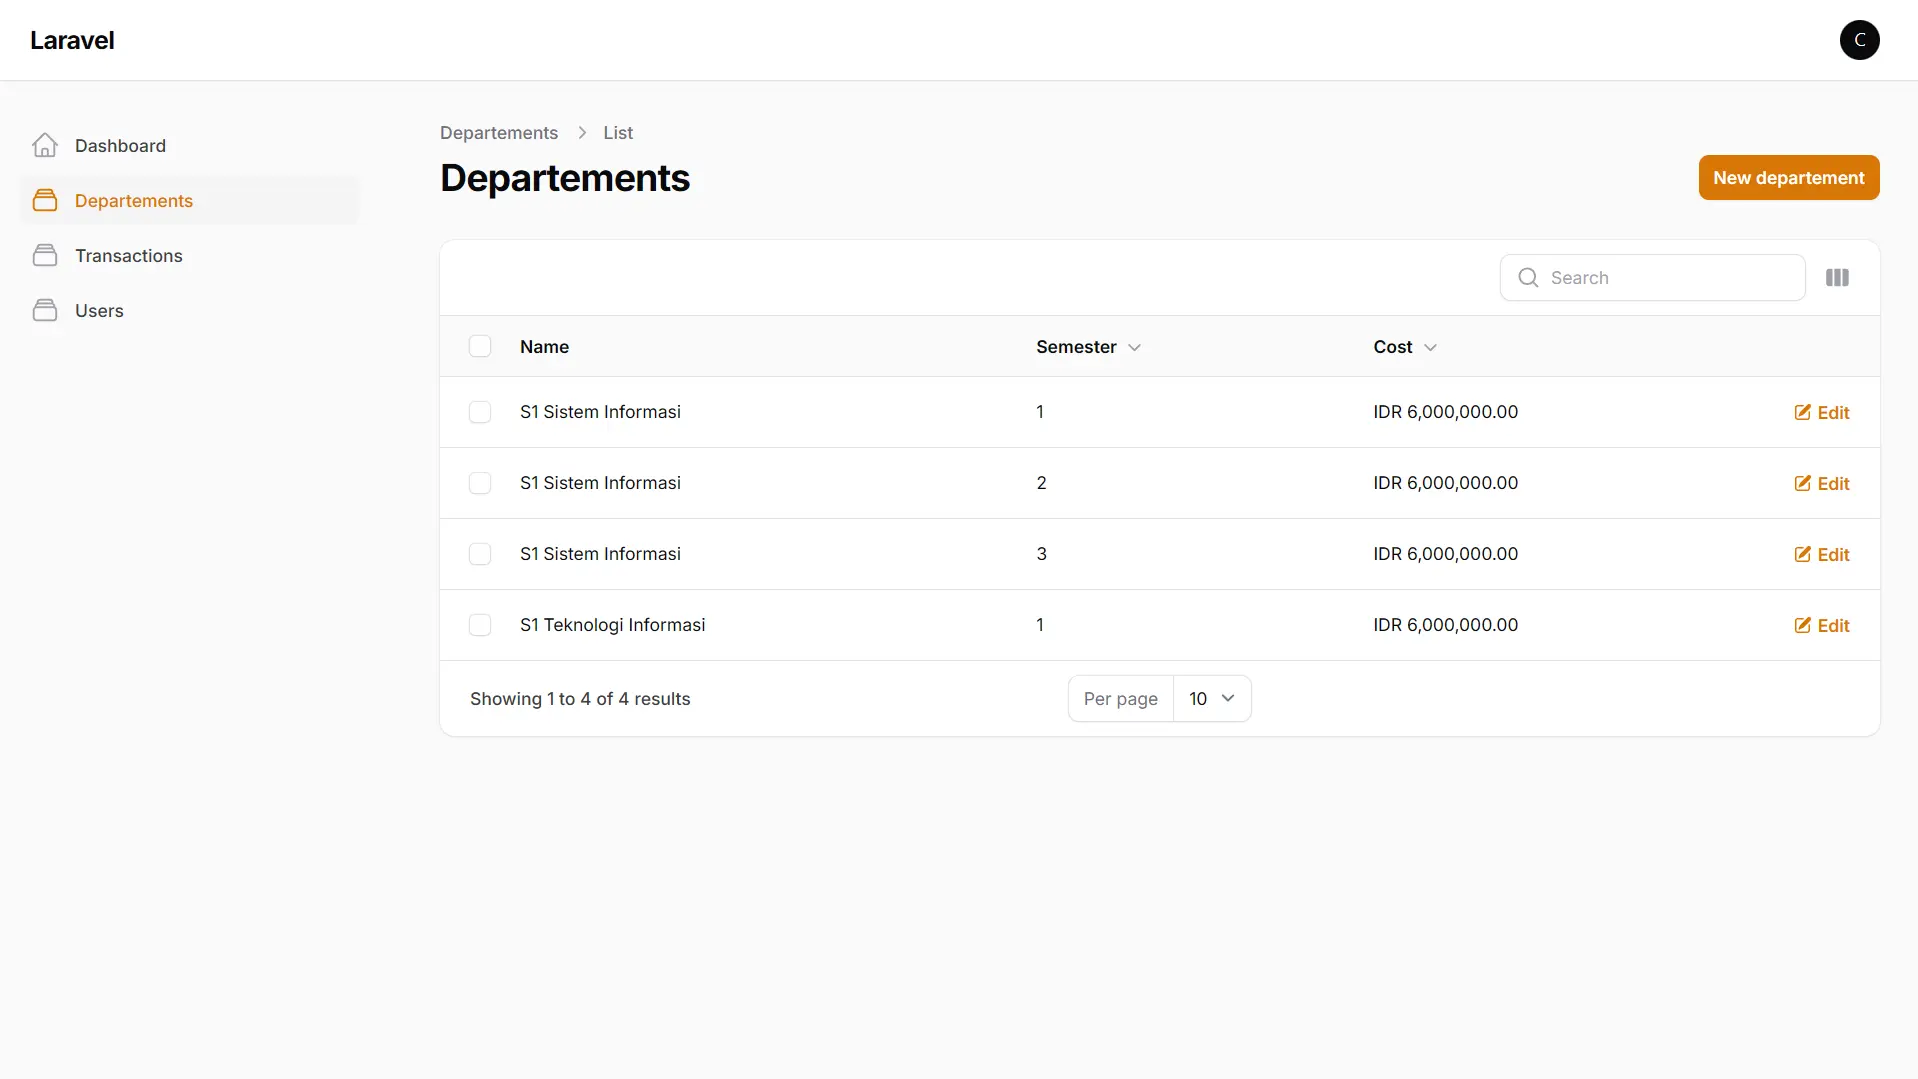 Laravel
C
Dashboard
Departements
Transactions
Users
Departements > List
Departements
New departement
Search
Name Semester Cost
S1 Sistem Informasi 1 IDR 6,000,000.00 Edit
S1 Sistem Informasi 2 IDR 6,000,000.00 Edit
S1 Sistem Informasi 3 IDR 6,000,000.00 Edit
S1 Teknologi Informasi 1 IDR 6,000,000.00 Edit
Showing 1 to 4 of 4 results Per page 10